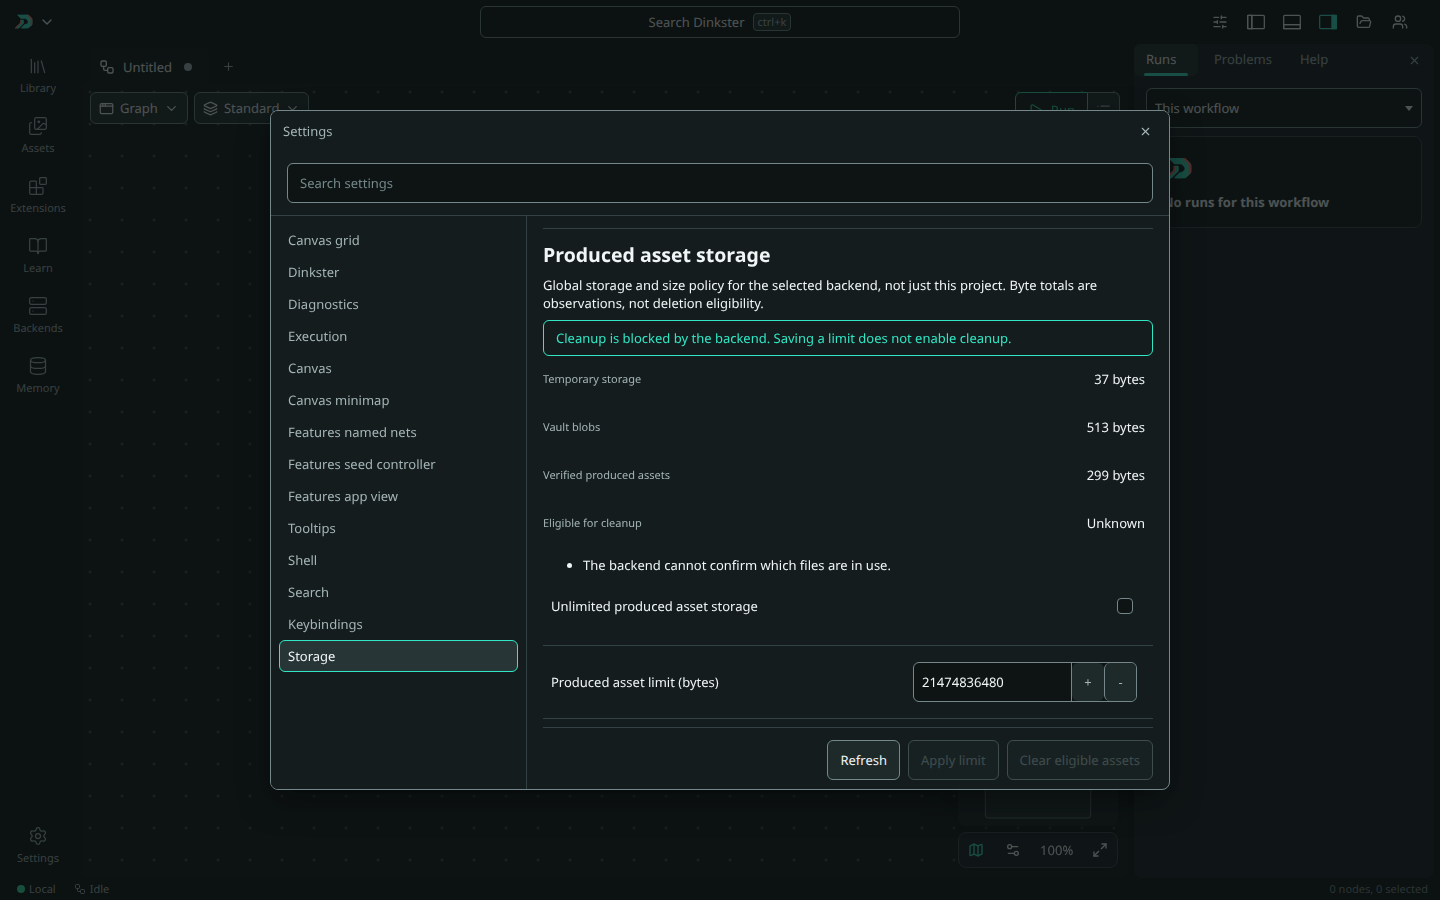 Search Dinkster ctrl+k
Library
Assets
Extensions
Learn
Backends
Memory
Settings
Untitled
+
Graph
Standard
Runs
Problems
Help
×
This workflow
No runs for this workflow
Settings
×
Search settings
Canvas grid
Dinkster
Diagnostics
Execution
Canvas
Canvas minimap
Features named nets
Features seed controller
Features app view
Tooltips
Shell
Search
Keybindings
Storage
Produced asset storage
Global storage and size policy for the selected backend, not just this project. Byte totals are
observations, not deletion eligibility.
Cleanup is blocked by the backend. Saving a limit does not enable cleanup.
Temporary storage 37 bytes
Vault blobs 513 bytes
Verified produced assets 299 bytes
Eligible for cleanup Unknown
• The backend cannot confirm which files are in use.
Unlimited produced asset storage
Produced asset limit (bytes) 21474836480 + -
Refresh Apply limit Clear eligible assets
100%
Local
Idle
0 nodes, 0 selected